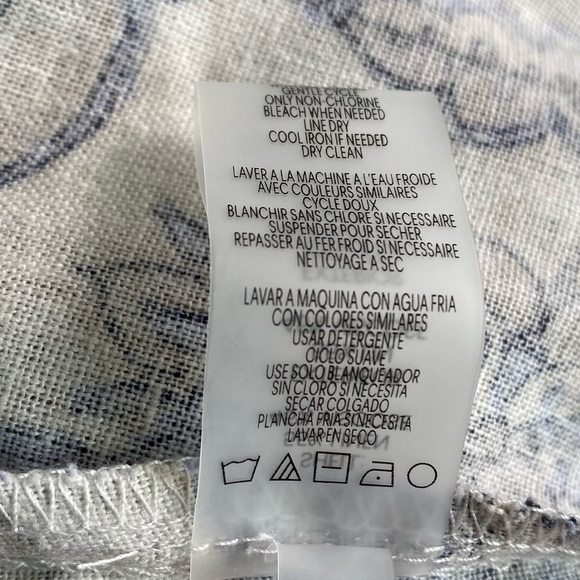 GENTLE CYCLE
ONLY NON-CHLORINE
BLEACH WHEN NEEDED
LINE DRY
COOL IRON IF NEEDED
DRY CLEAN
LAVER A LA MACHINE A L'EAU FROIDE
AVEC COULEURS SIMILAIRES
CYCLE DOUX
BLANCHIR SANS CHLORE SI NECESSAIRE
SUSPENDER POUR SECHER
REPASSER AU FER FROID SI NECESSAIRE
NETTOYAGE A SEC
LAVAR A MAQUINA CON AGUA FRIA
CON COLORES SIMILARES
USAR DETERGENTE
CICLO SUAVE
USE SOLO BLANQUEADOR
SIN CLORO SI NECESITA
SECAR COLGADO
PLANCHA FRIA SI NECESITA
LAVAR EN SECO